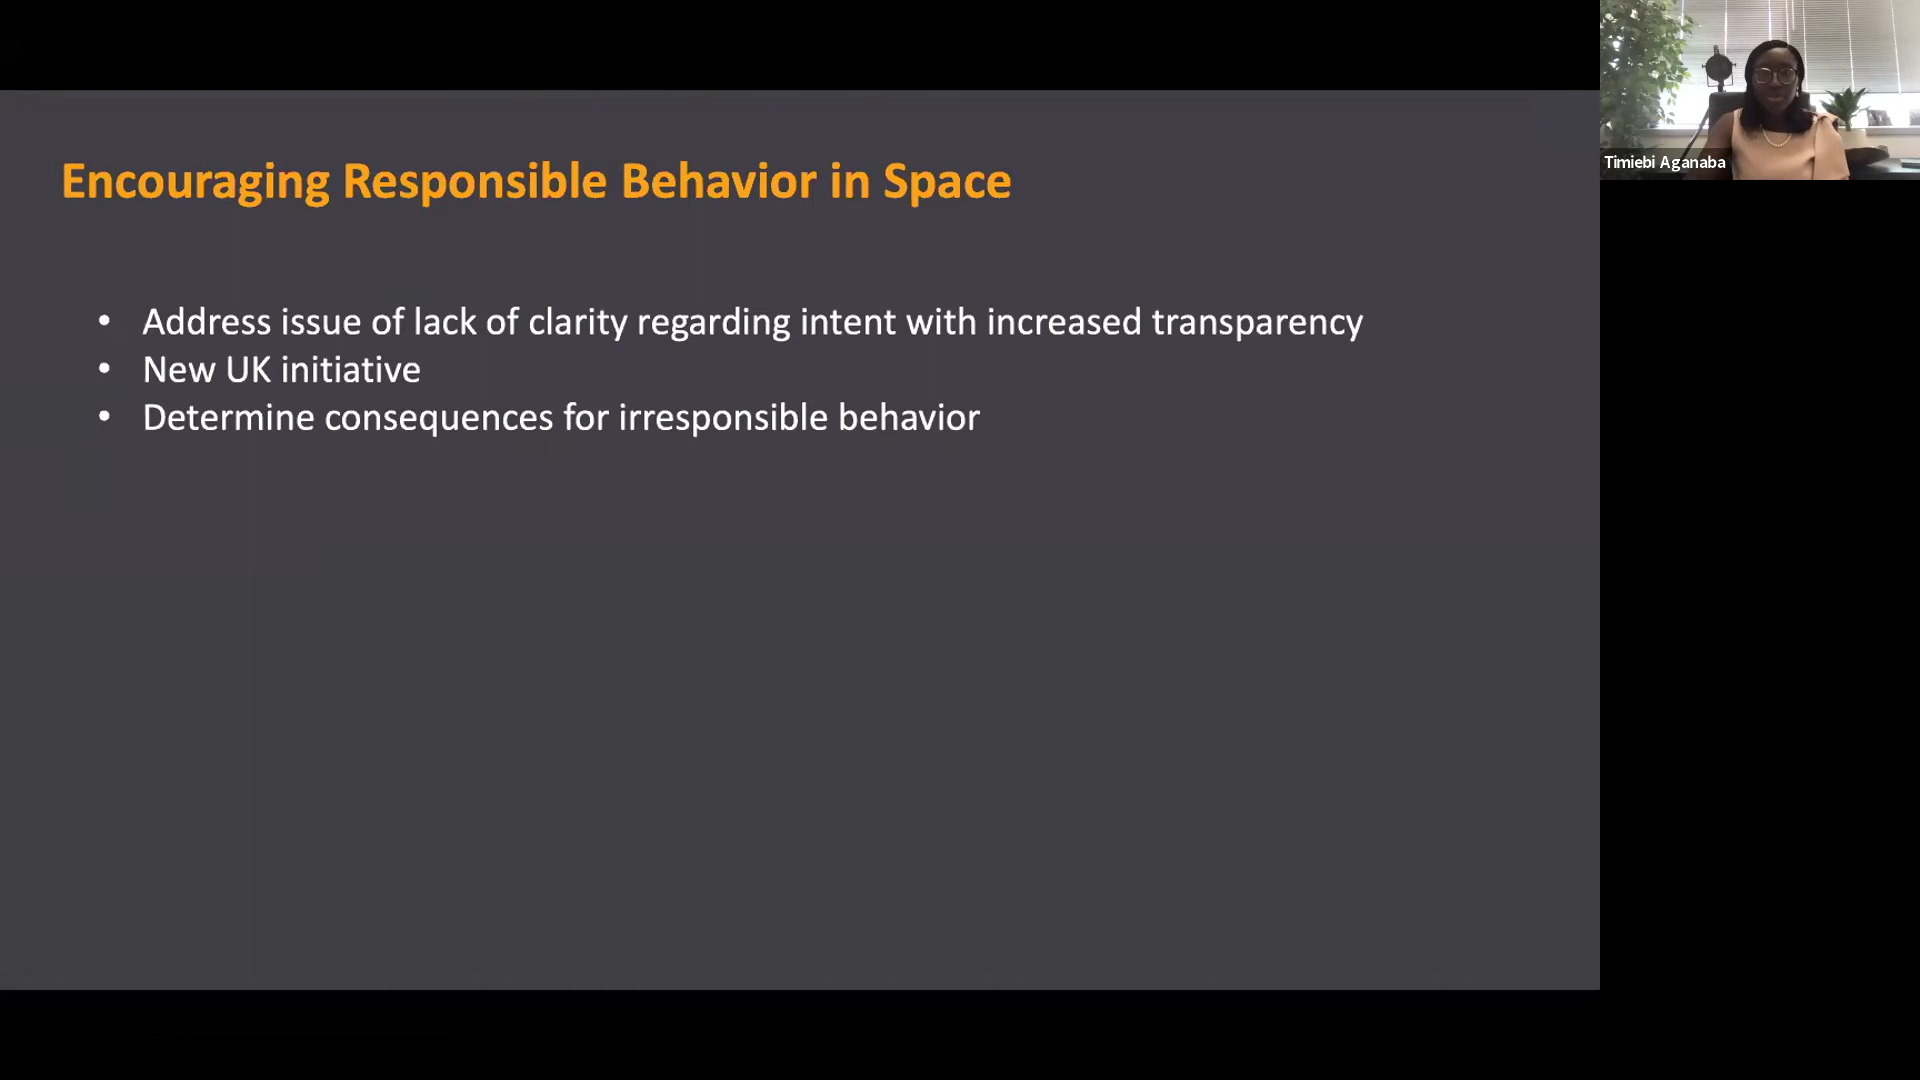 Encouraging Responsible Behavior in Space
• Address issue of lack of clarity regarding intent with increased transparency
• New UK initiative
• Determine consequences for irresponsible behavior
Timiebi Aganaba